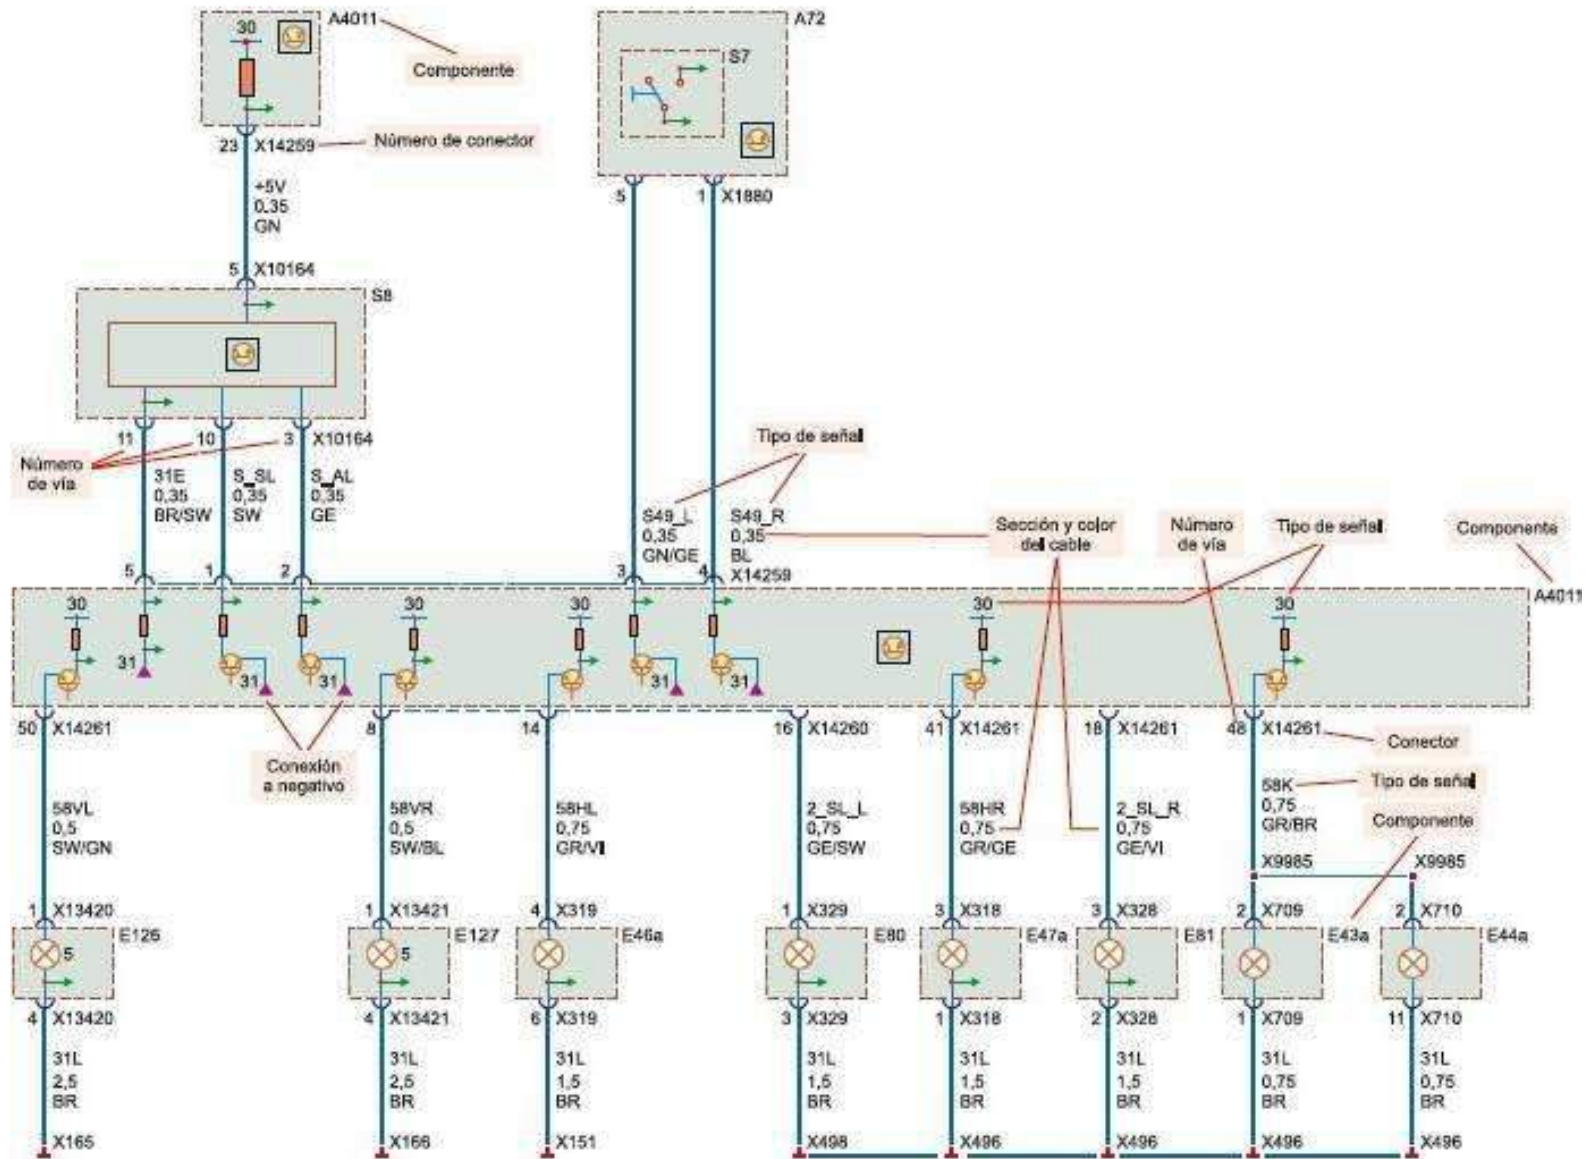 30
A4011
Componente
23 X14259
Número de conector
+5V
0,35
GN
5 X10164
S8
A72
S7
5
1 X1880
11
10
3 X10164
Número
de vía
31E
0,35
BR/SW
S_SL
0,35
SW
S_AL
0,35
GE
Tipo de señal
S49_L
0,35
GN/GE
S49_R
0,35
BL
Sección y color
del cable
Número
de vía
Tipo de señal
Componente
5
1
2
3
4 X14259
A4011
30
31
31
31
30
30
31
31
30
30
50 X14261
8
14
16 X14260
41 X14261
18 X14261
48 X14261
Conector
Conexión
a negativo
58VL
0,5
SW/GN
58VR
0,5
SW/BL
58HL
0,75
GR/VI
2_SL_L
0,75
GE/SW
58HR
0,75
GR/GE
2_SL_R
0,75
GE/VI
58K
0,75
GR/BR
Tipo de señal
Componente
X9985
X9985
1 X13420
1 X13421
4 X319
1 X329
3 X318
3 X328
2 X709
2 X710
5
E126
5
E127
E46a
E80
E47a
E81
E43a
E44a
4 X13420
4 X13421
6 X319
3 X329
1 X318
2 X328
1 X709
11 X710
31L
2,5
BR
31L
2,5
BR
31L
1,5
BR
31L
1,5
BR
31L
1,5
BR
31L
1,5
BR
31L
0,75
BR
31L
0,75
BR
X165
X166
X151
X498
X496
X496
X496
X496